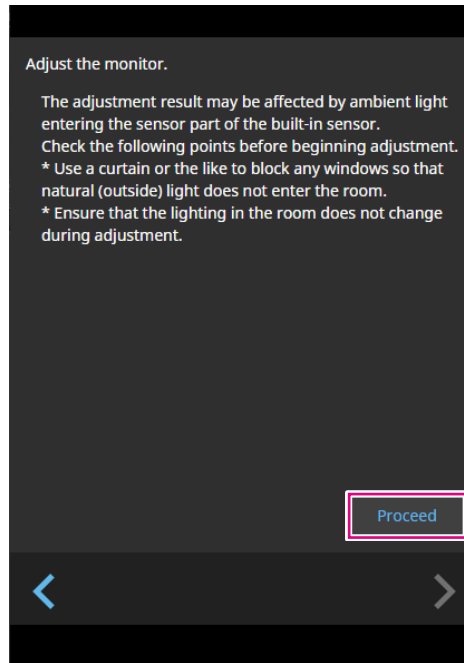 Adjust the monitor.
The adjustment result may be affected by ambient light
entering the sensor part of the built-in sensor.
Check the following points before beginning adjustment.
* Use a curtain or the like to block any windows so that
natural (outside) light does not enter the room.
* Ensure that the lighting in the room does not change
during adjustment.
Proceed